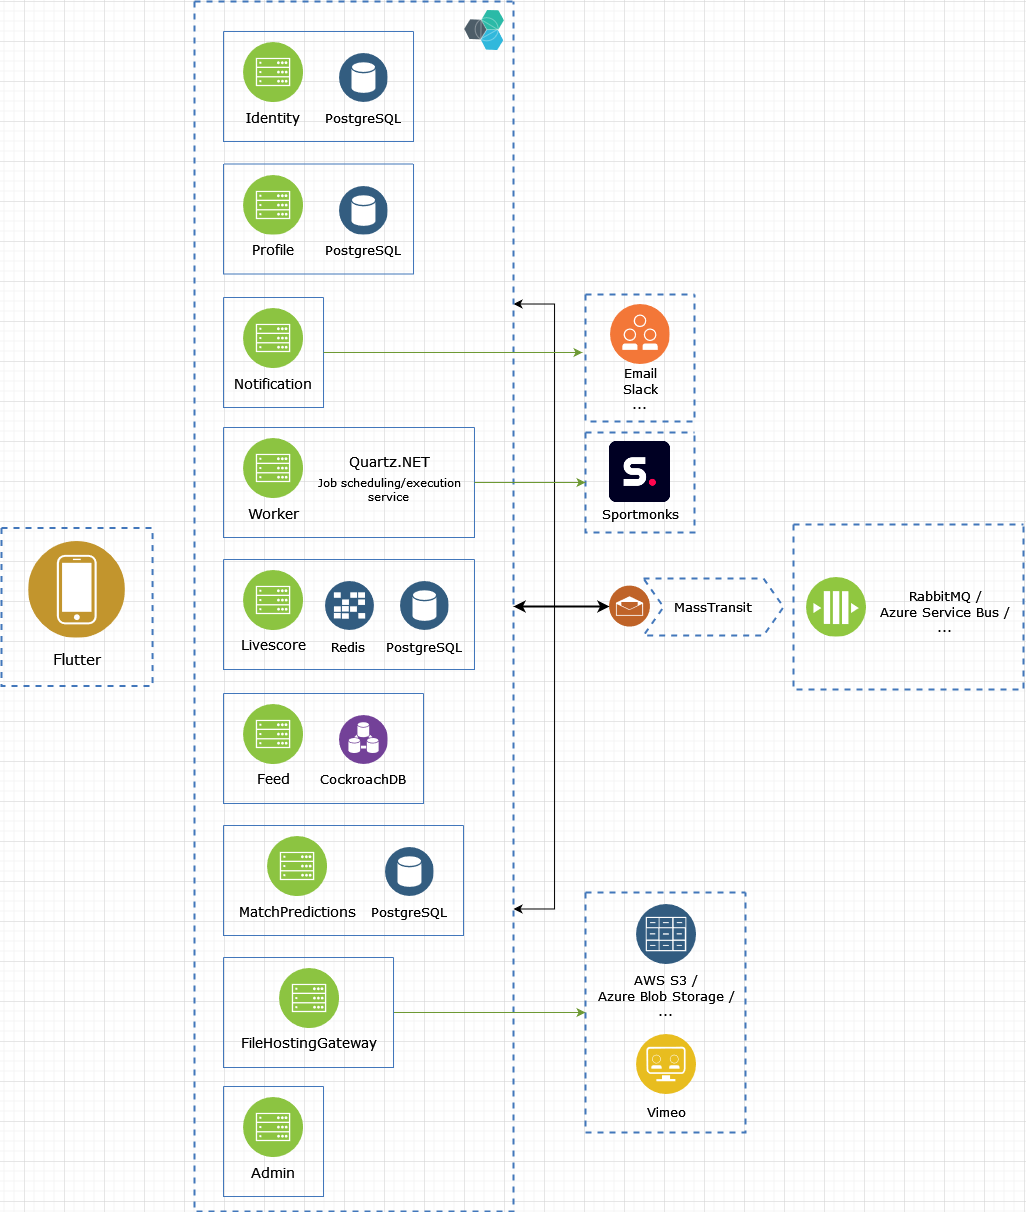 Identity
PostgreSQL
Profile
PostgreSQL
Notification
Email
Slack
...
Worker
Quartz.NET
Job scheduling/execution
service
S.
Sportmonks
Flutter
Livescore
Redis
PostgreSQL
MassTransit
RabbitMQ /
Azure Service Bus /
...
Feed
CockroachDB
MatchPredictions
PostgreSQL
FileHostingGateway
AWS S3 /
Azure Blob Storage /
...
Vimeo
Admin